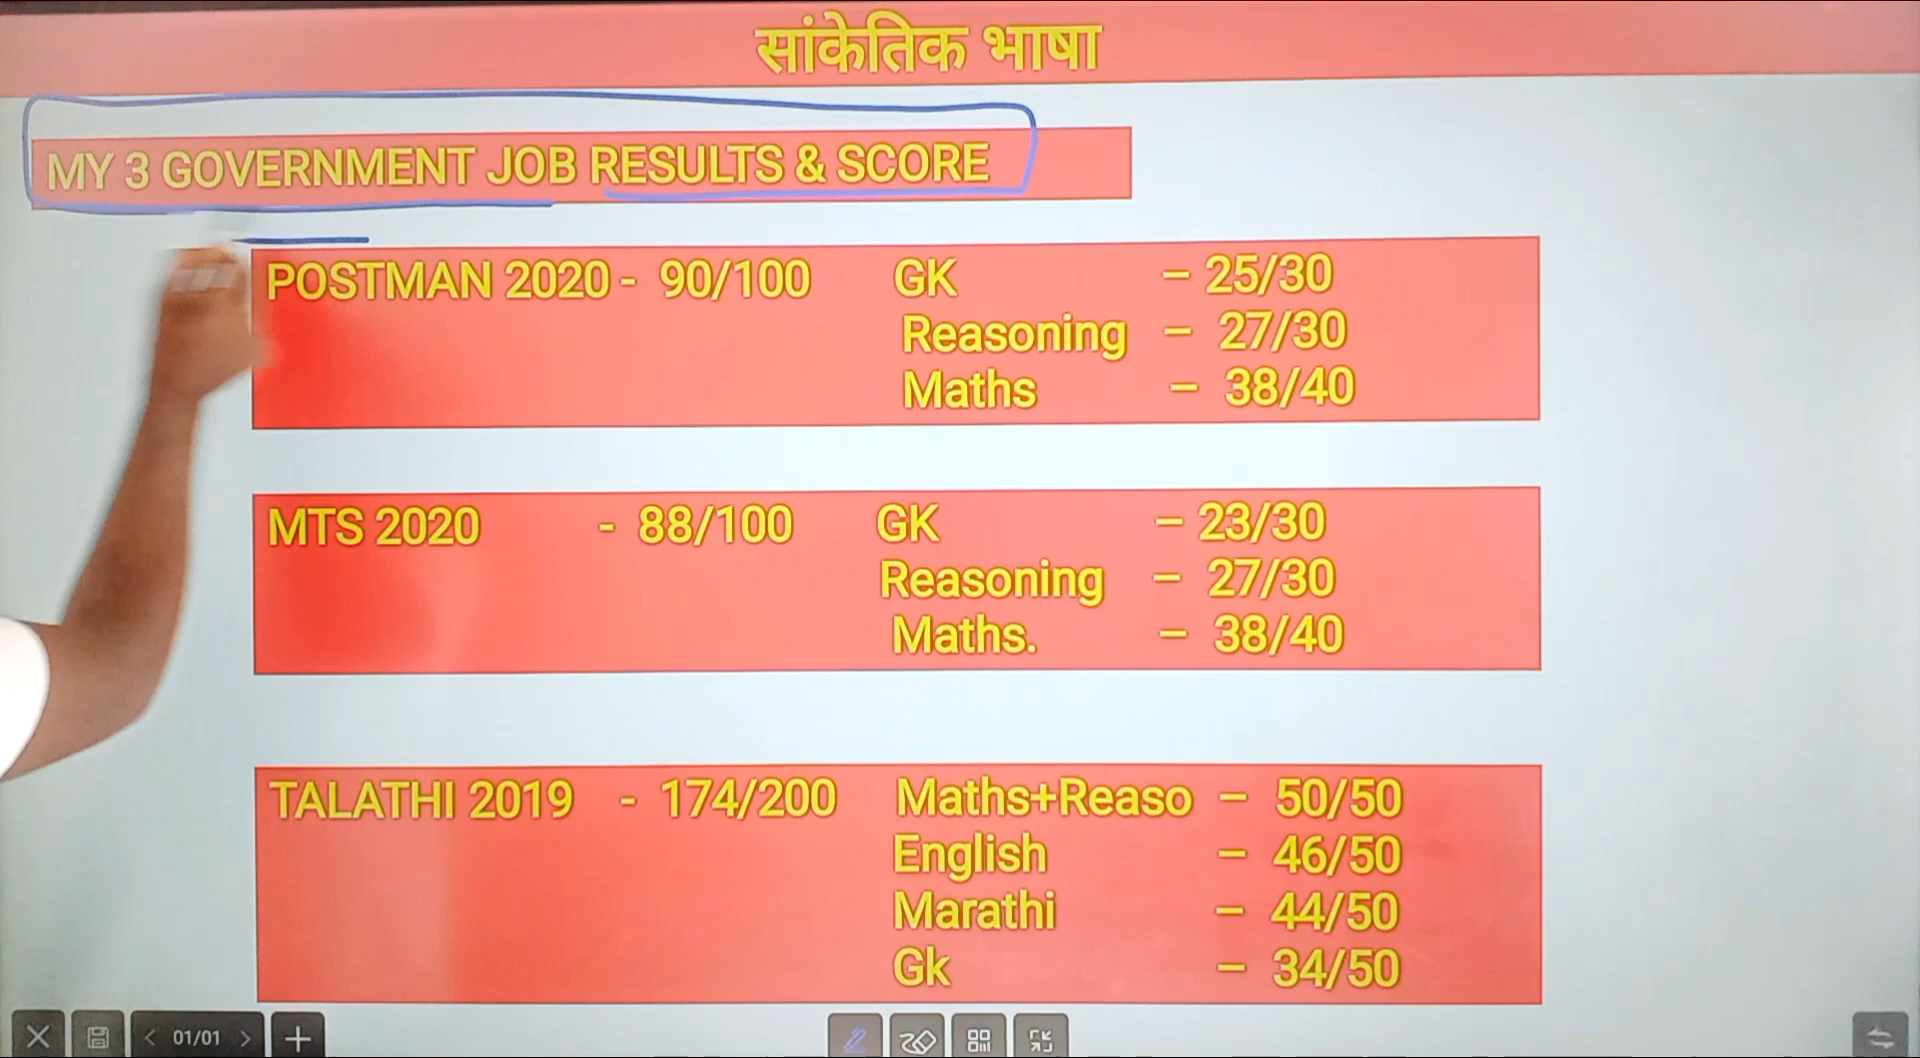 सांकेतिक भाषा
MY 3 GOVERNMENT JOB RESULTS & SCORE
POSTMAN 2020 - 90/100 GK – 25/30
Reasoning – 27/30
Maths – 38/40
MTS 2020 - 88/100 GK – 23/30
Reasoning – 27/30
Maths. – 38/40
TALATHI 2019 - 174/200 Maths+Reaso – 50/50
English – 46/50
Marathi – 44/50
Gk – 34/50
01/01